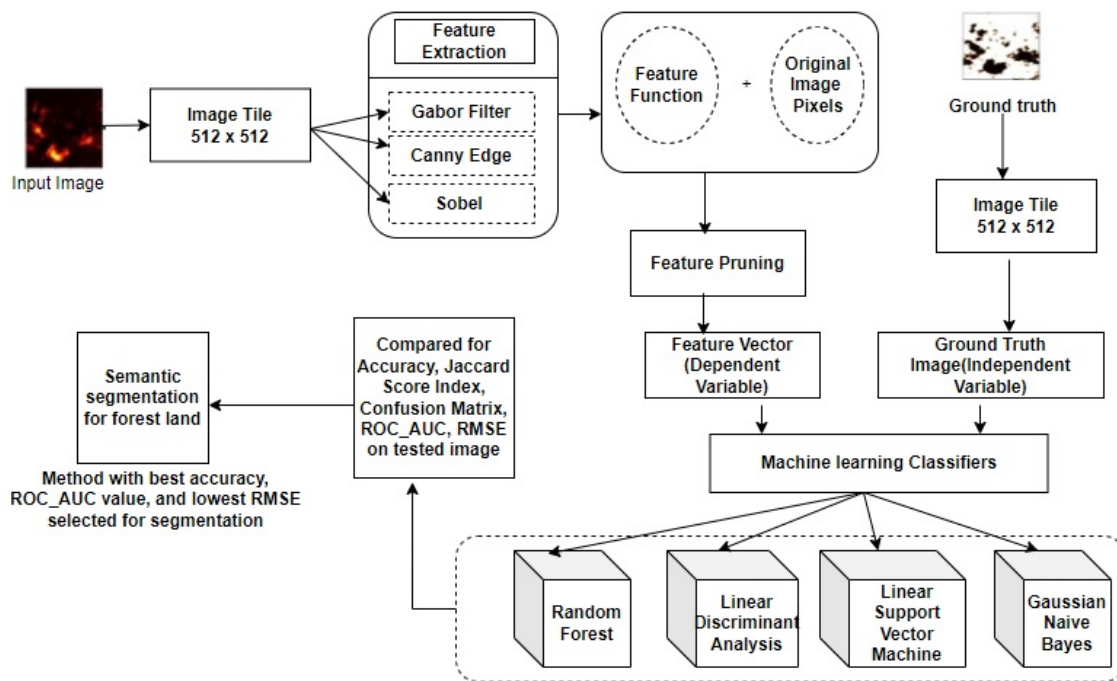 Feature
Extraction
Gabor Filter
Canny Edge
Sobel
Input Image
Image Tile
512 x 512
Feature
Function
+
Original
Image
Pixels
Ground truth
Image Tile
512 x 512
Feature Pruning
Feature Vector
(Dependent
Variable)
Ground Truth
Image(Independent
Variable)
Machine learning Classifiers
Random
Forest
Linear
Discriminant
Analysis
Linear
Support
Vector
Machine
Gaussian
Naive
Bayes
Compared for
Accuracy, Jaccard
Score Index,
Confusion Matrix,
ROC_AUC, RMSE
on tested image
Semantic
segmentation
for forest land
Method with best accuracy,
ROC_AUC value, and lowest RMSE
selected for segmentation